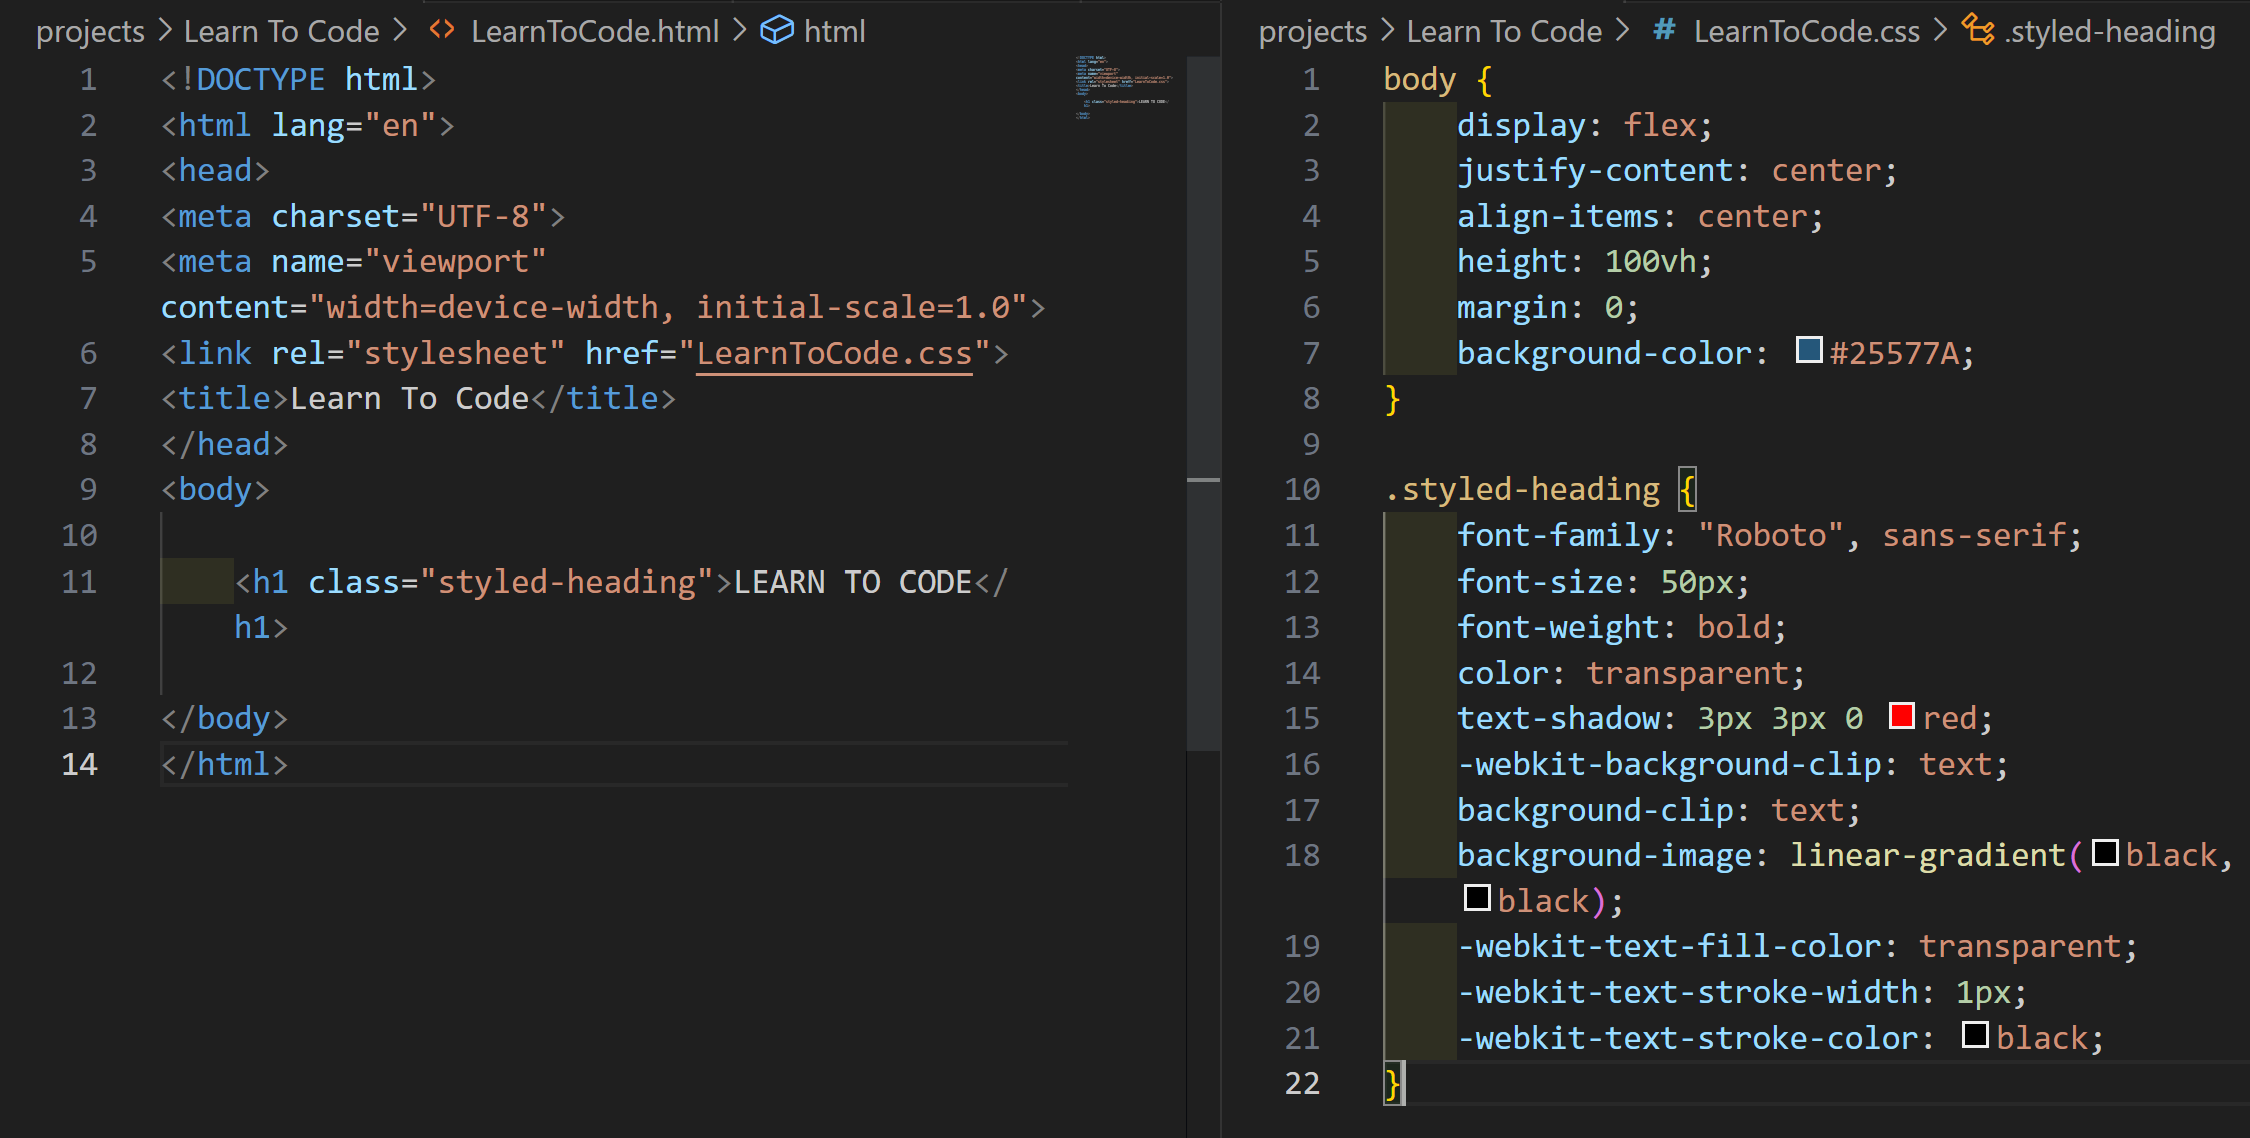 projects > Learn To Code > <> LearnToCode.html > html
1 <!DOCTYPE html>
2 <html lang="en">
3 <head>
4 <meta charset="UTF-8">
5 <meta name="viewport"
content="width=device-width, initial-scale=1.0">
6 <link rel="stylesheet" href="LearnToCode.css">
7 <title>Learn To Code</title>
8 </head>
9 <body>
10
11 <h1 class="styled-heading">LEARN TO CODE</
h1>
12
13 </body>
14 </html>
projects > Learn To Code > # LearnToCode.css > .styled-heading
1 body {
2 display: flex;
3 justify-content: center;
4 align-items: center;
5 height: 100vh;
6 margin: 0;
7 background-color: #25577A;
8 }
9
10 .styled-heading {
11 font-family: "Roboto", sans-serif;
12 font-size: 50px;
13 font-weight: bold;
14 color: transparent;
15 text-shadow: 3px 3px 0 red;
16 -webkit-background-clip: text;
17 background-clip: text;
18 background-image: linear-gradient(black,
black);
19 -webkit-text-fill-color: transparent;
20 -webkit-text-stroke-width: 1px;
21 -webkit-text-stroke-color: black;
22 }